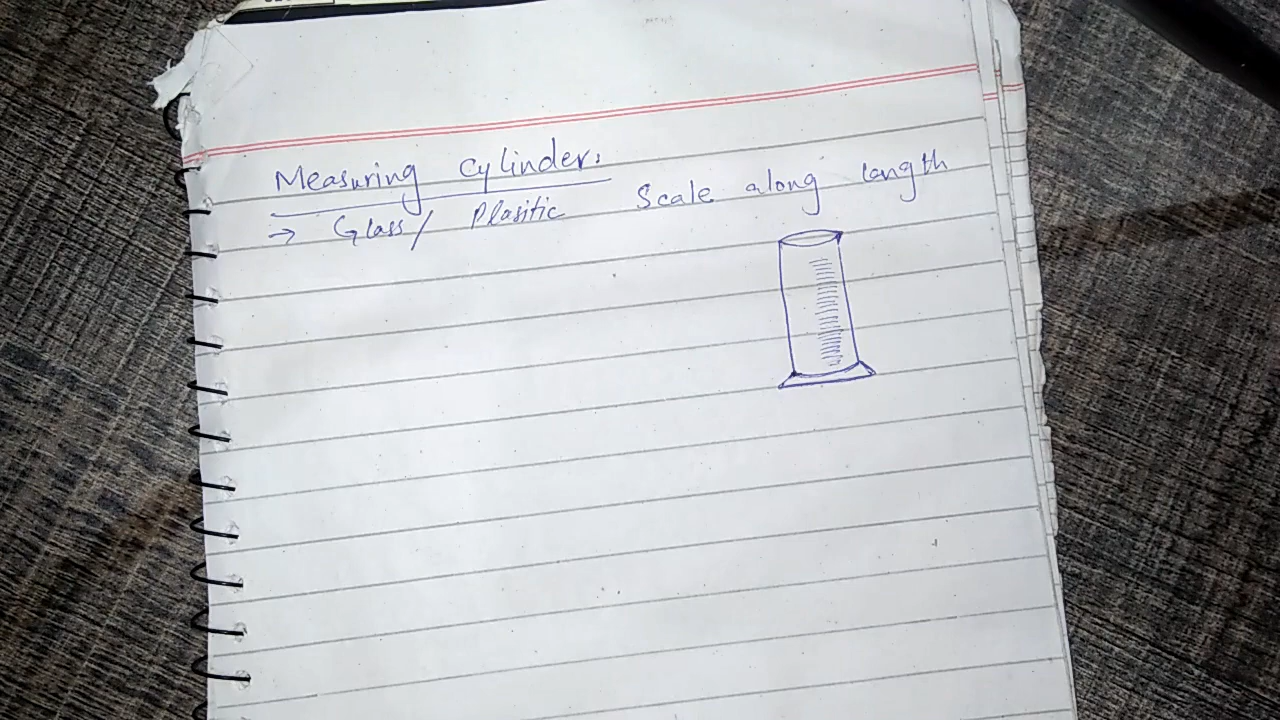 Measuring Cylinder:
→ Glass/ Plasitic Scale along length